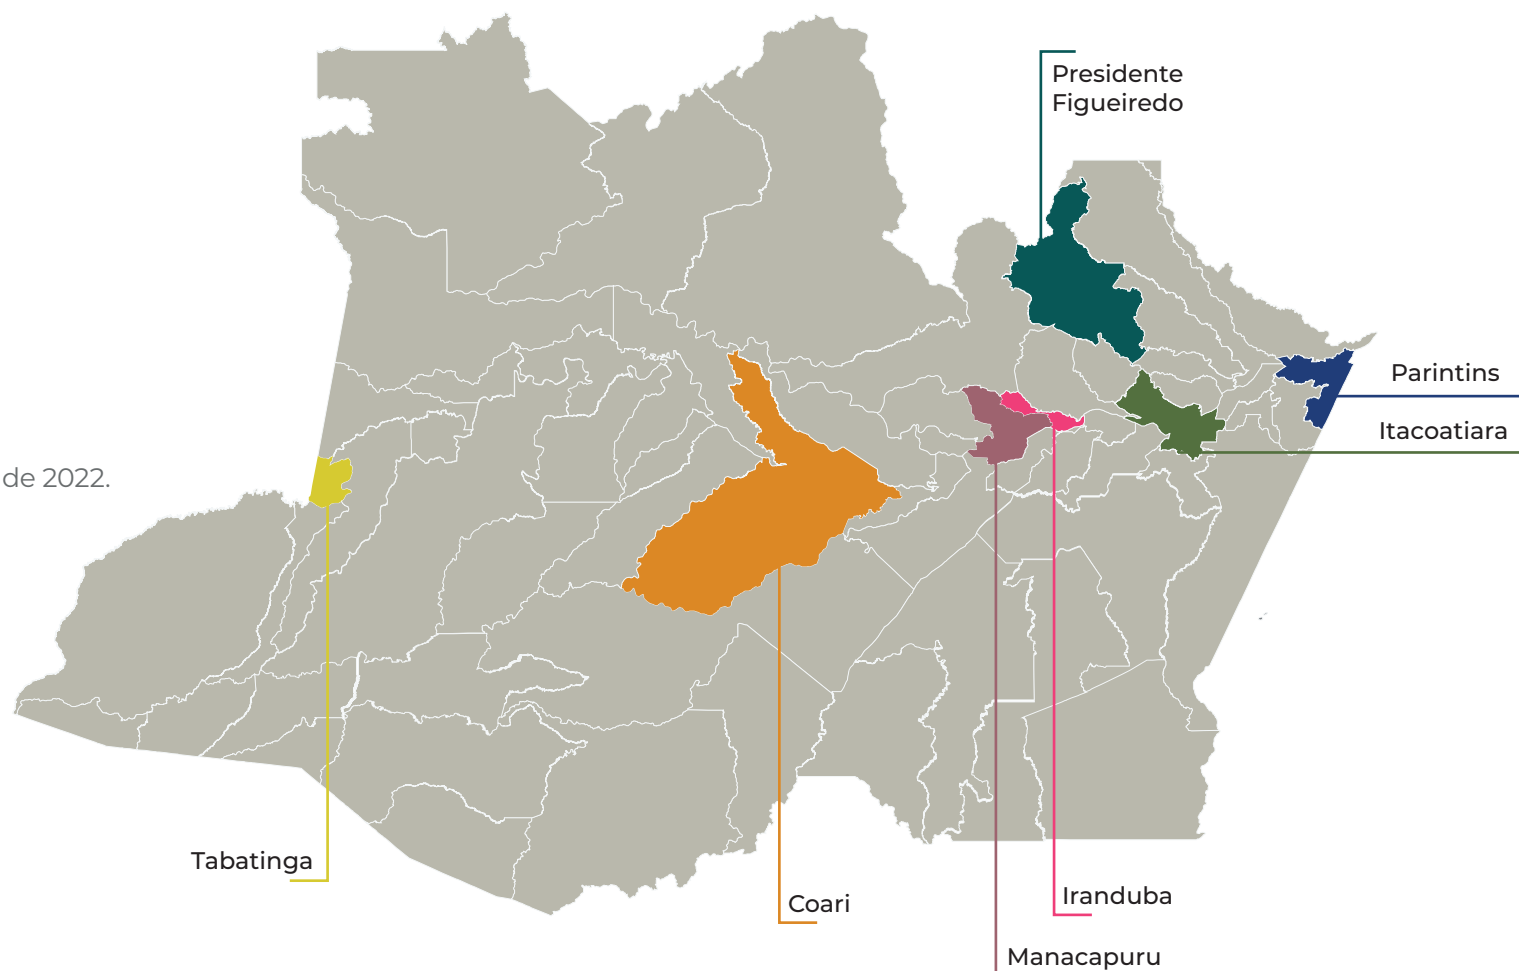 Presidente
Figueiredo
Parintins
Itacoatiara
de 2022.
Tabatinga
Coari
Iranduba
Manacapuru